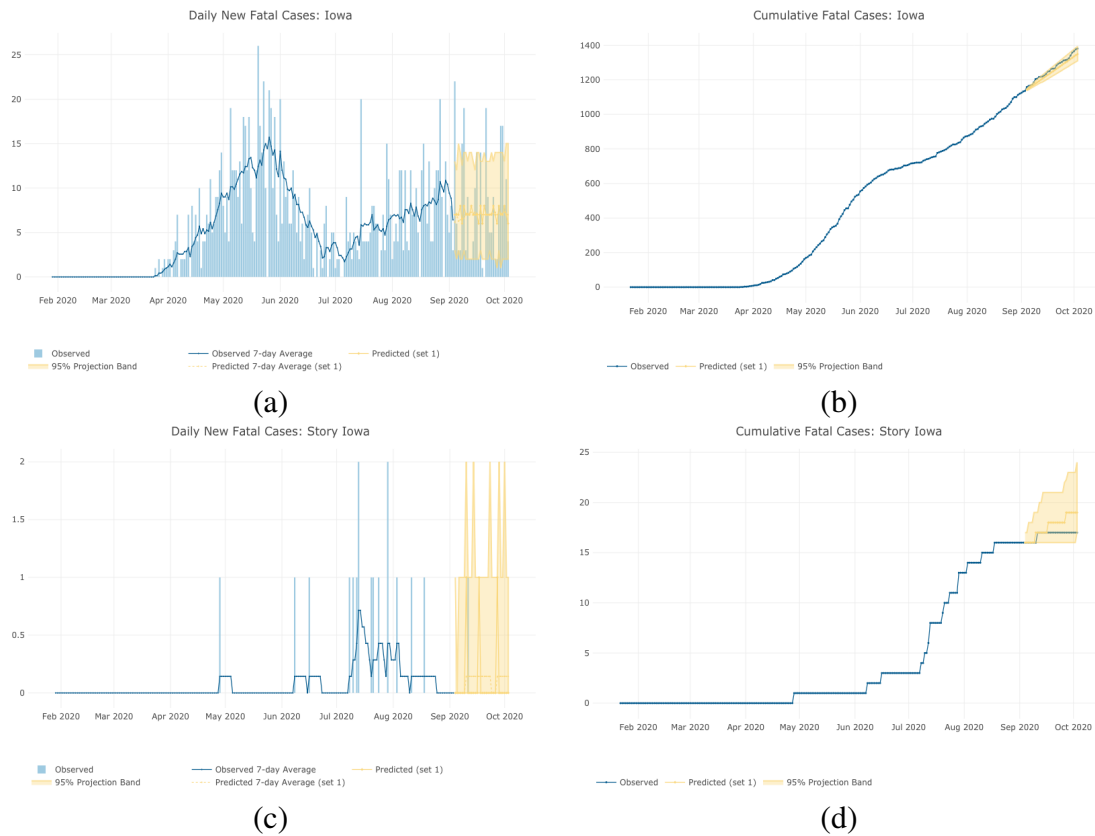 Daily New Fatal Cases: Iowa
25
20
15
10
5
0
Feb 2020 Mar 2020 Apr 2020 May 2020 Jun 2020 Jul 2020 Aug 2020 Sep 2020 Oct 2020
Observed Observed 7-day Average Predicted (set 1)
95% Projection Band Predicted 7-day Average (set 1)
(a)
Cumulative Fatal Cases: Iowa
1400
1200
1000
800
600
400
200
0
Feb 2020 Mar 2020 Apr 2020 May 2020 Jun 2020 Jul 2020 Aug 2020 Sep 2020 Oct 2020
Observed Predicted (set 1) 95% Projection Band
(b)
Daily New Fatal Cases: Story Iowa
2
1.5
1
0.5
0
Feb 2020 Mar 2020 Apr 2020 May 2020 Jun 2020 Jul 2020 Aug 2020 Sep 2020 Oct 2020
Observed Observed 7-day Average Predicted (set 1)
95% Projection Band Predicted 7-day Average (set 1)
(c)
Cumulative Fatal Cases: Story Iowa
25
20
15
10
5
0
Feb 2020 Mar 2020 Apr 2020 May 2020 Jun 2020 Jul 2020 Aug 2020 Sep 2020 Oct 2020
Observed Predicted (set 1) 95% Projection Band
(d)